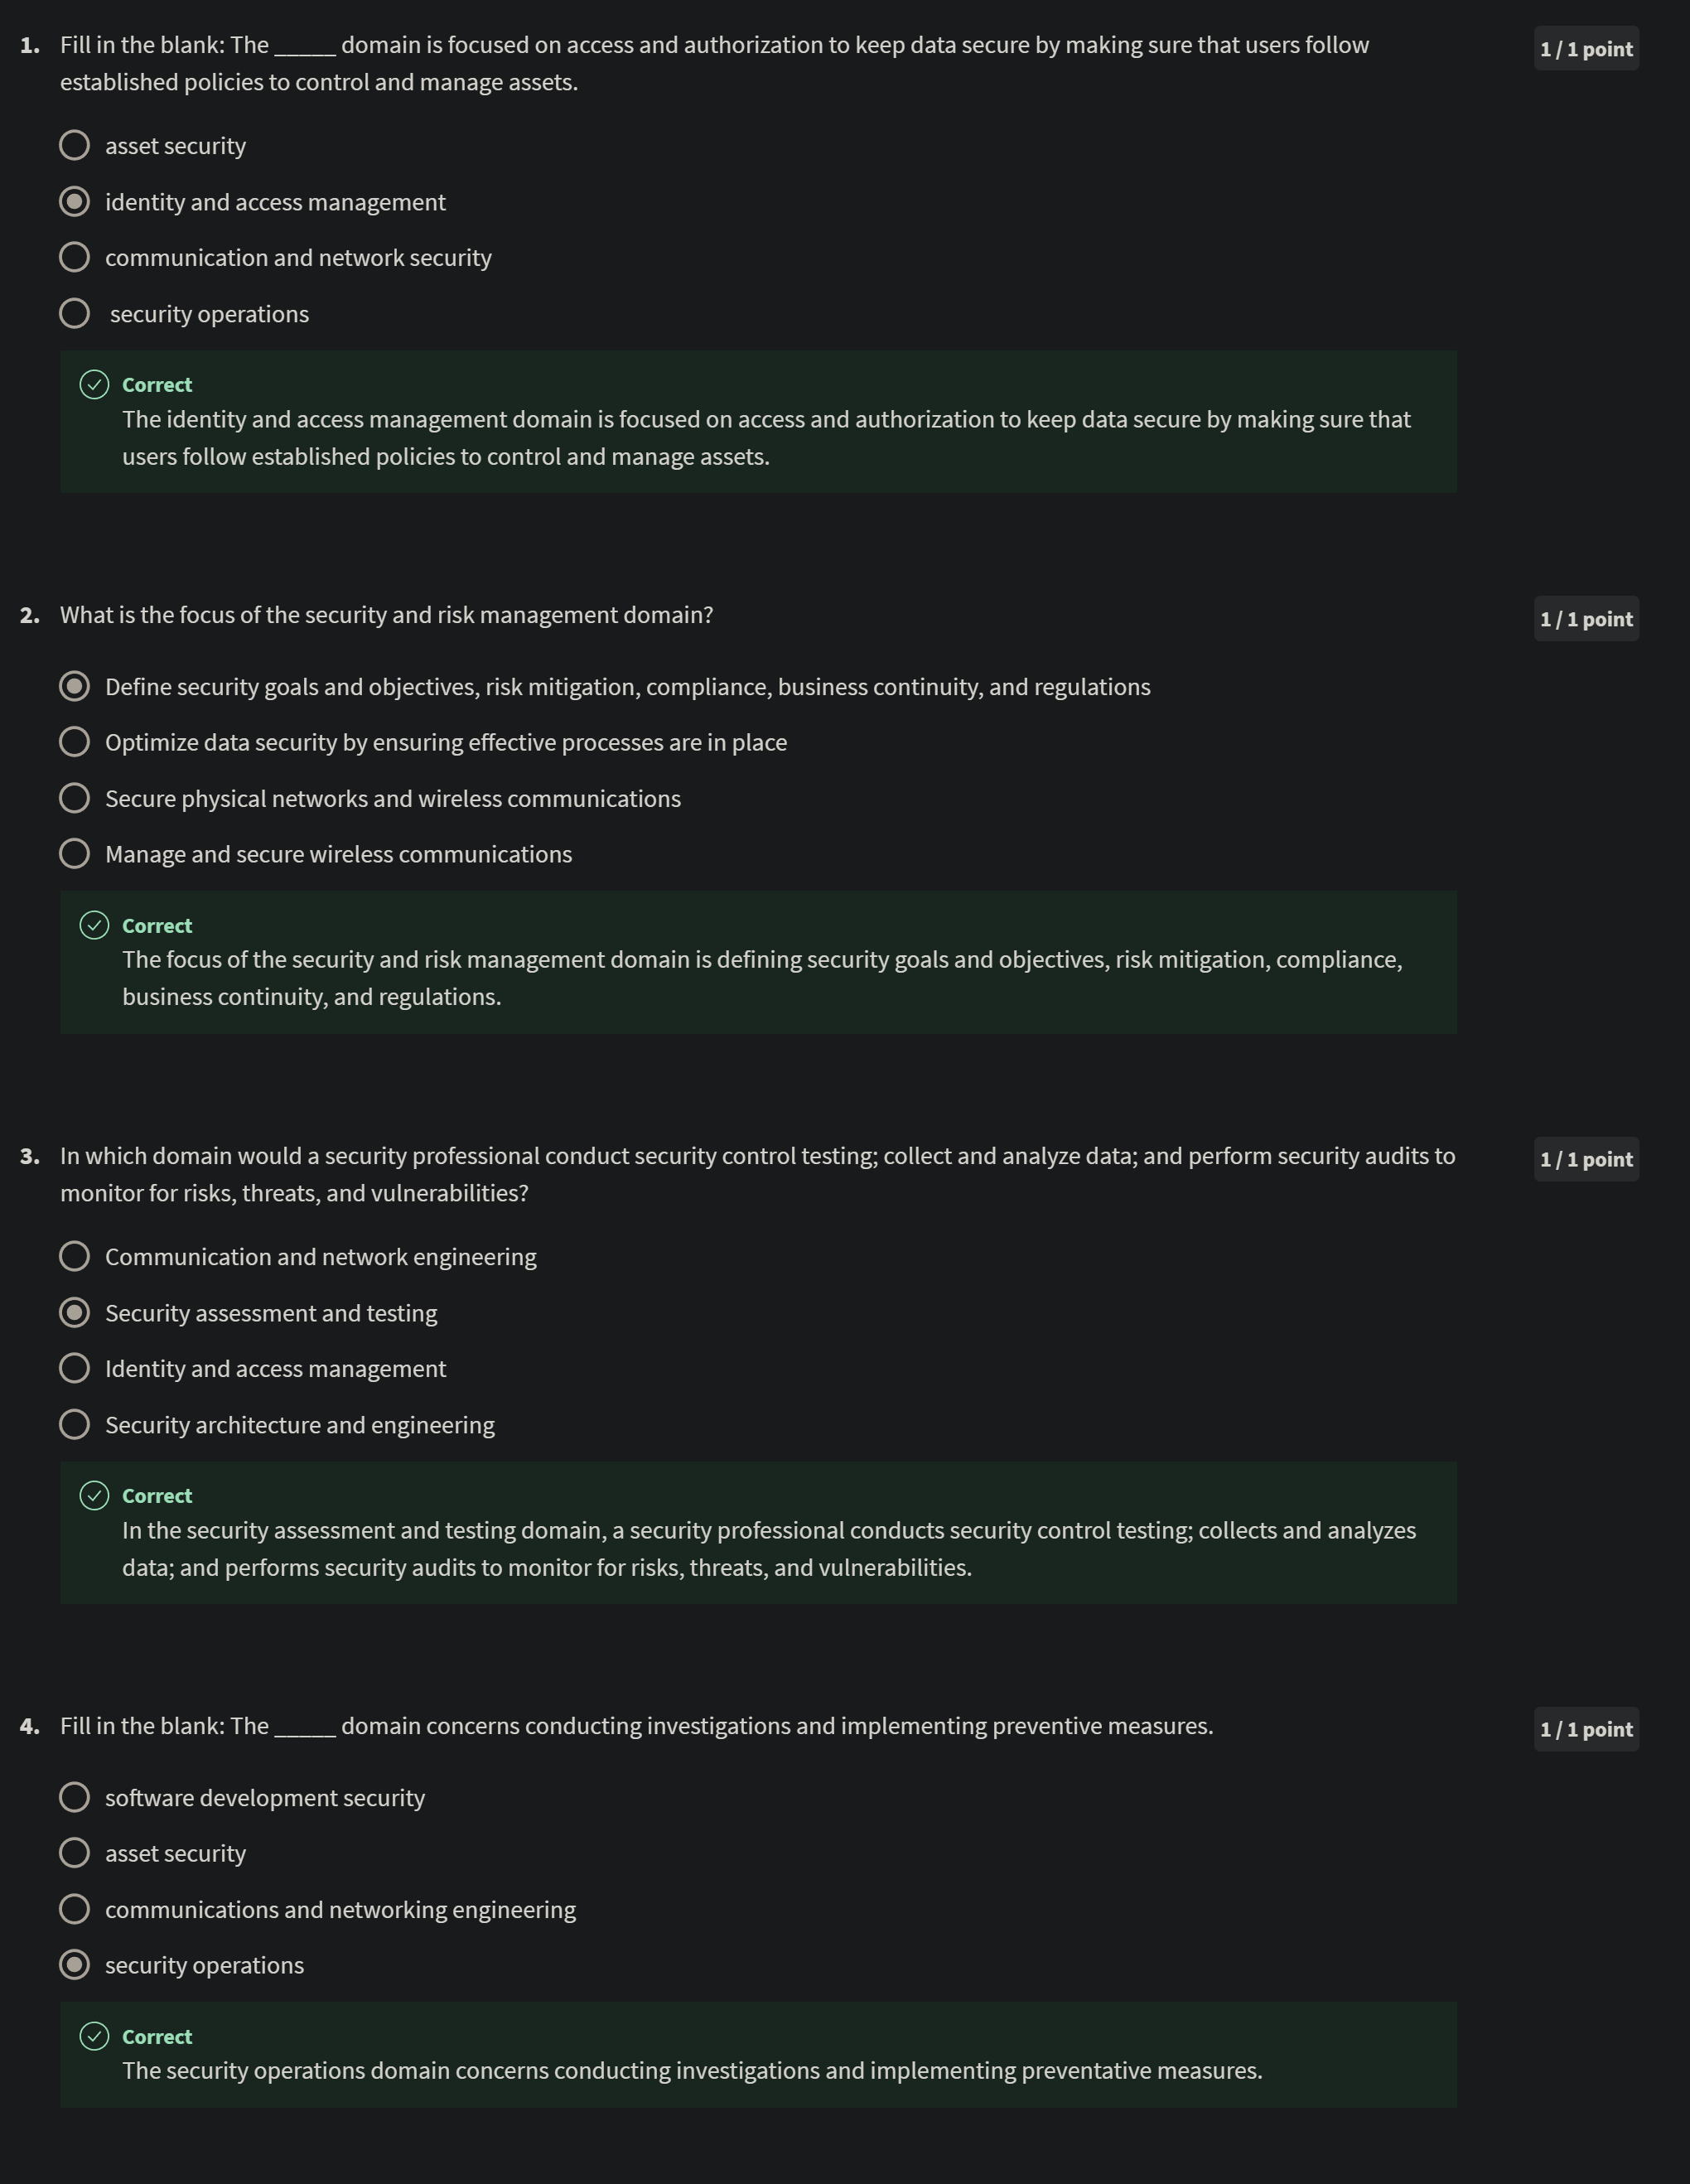 1. Fill in the blank: The _____ domain is focused on access and authorization to keep data secure by making sure that users follow
established policies to control and manage assets.
1 / 1 point
asset security
identity and access management
communication and network security
security operations
Correct
The identity and access management domain is focused on access and authorization to keep data secure by making sure that
users follow established policies to control and manage assets.
2. What is the focus of the security and risk management domain?
1 / 1 point
Define security goals and objectives, risk mitigation, compliance, business continuity, and regulations
Optimize data security by ensuring effective processes are in place
Secure physical networks and wireless communications
Manage and secure wireless communications
Correct
The focus of the security and risk management domain is defining security goals and objectives, risk mitigation, compliance,
business continuity, and regulations.
3. In which domain would a security professional conduct security control testing; collect and analyze data; and perform security audits to
monitor for risks, threats, and vulnerabilities?
1 / 1 point
Communication and network engineering
Security assessment and testing
Identity and access management
Security architecture and engineering
Correct
In the security assessment and testing domain, a security professional conducts security control testing; collects and analyzes
data; and performs security audits to monitor for risks, threats, and vulnerabilities.
4. Fill in the blank: The _____ domain concerns conducting investigations and implementing preventive measures.
1 / 1 point
software development security
asset security
communications and networking engineering
security operations
Correct
The security operations domain concerns conducting investigations and implementing preventative measures.